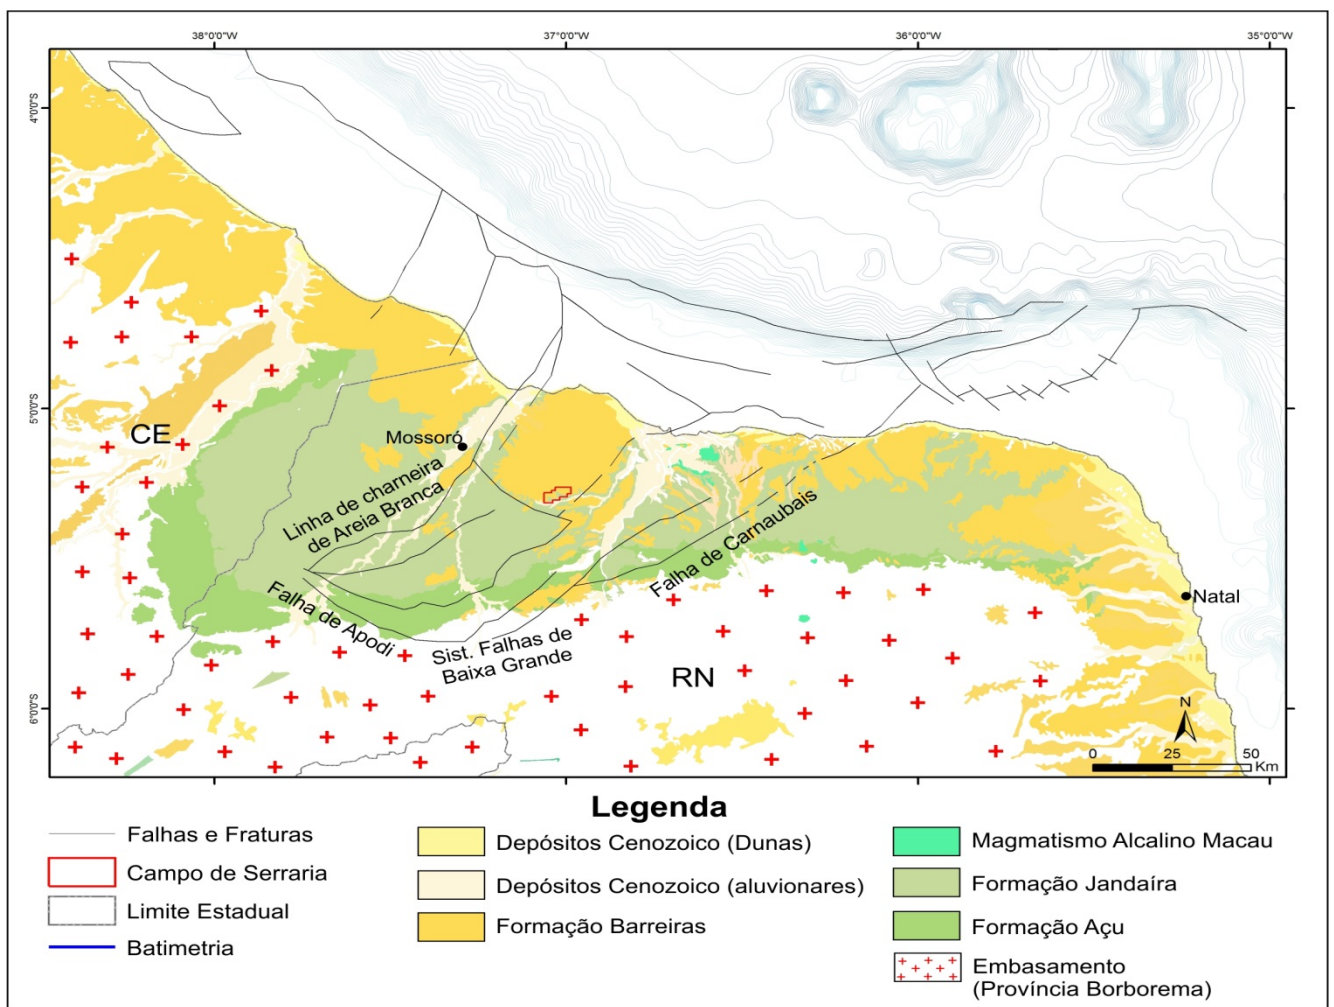 38°0'0"W
37°0'0"W
36°0'0"W
35°0'0"W
4°0'0"S
5°0'0"S
6°0'0"S
CE
Mossoró
Linha de charneira
de Areia Branca
Falha de Carnaubais
Falha de Apodi
Sist. Falhas de
Baixa Grande
RN
Natal
N
0 25 50
Km
Legenda
Falhas e Fraturas
Campo de Serraria
Limite Estadual
Batimetria
Depósitos Cenozoico (Dunas)
Depósitos Cenozoico (aluvionares)
Formação Barreiras
Magmatismo Alcalino Macau
Formação Jandaíra
Formação Açu
Embasamento
(Província Borborema)